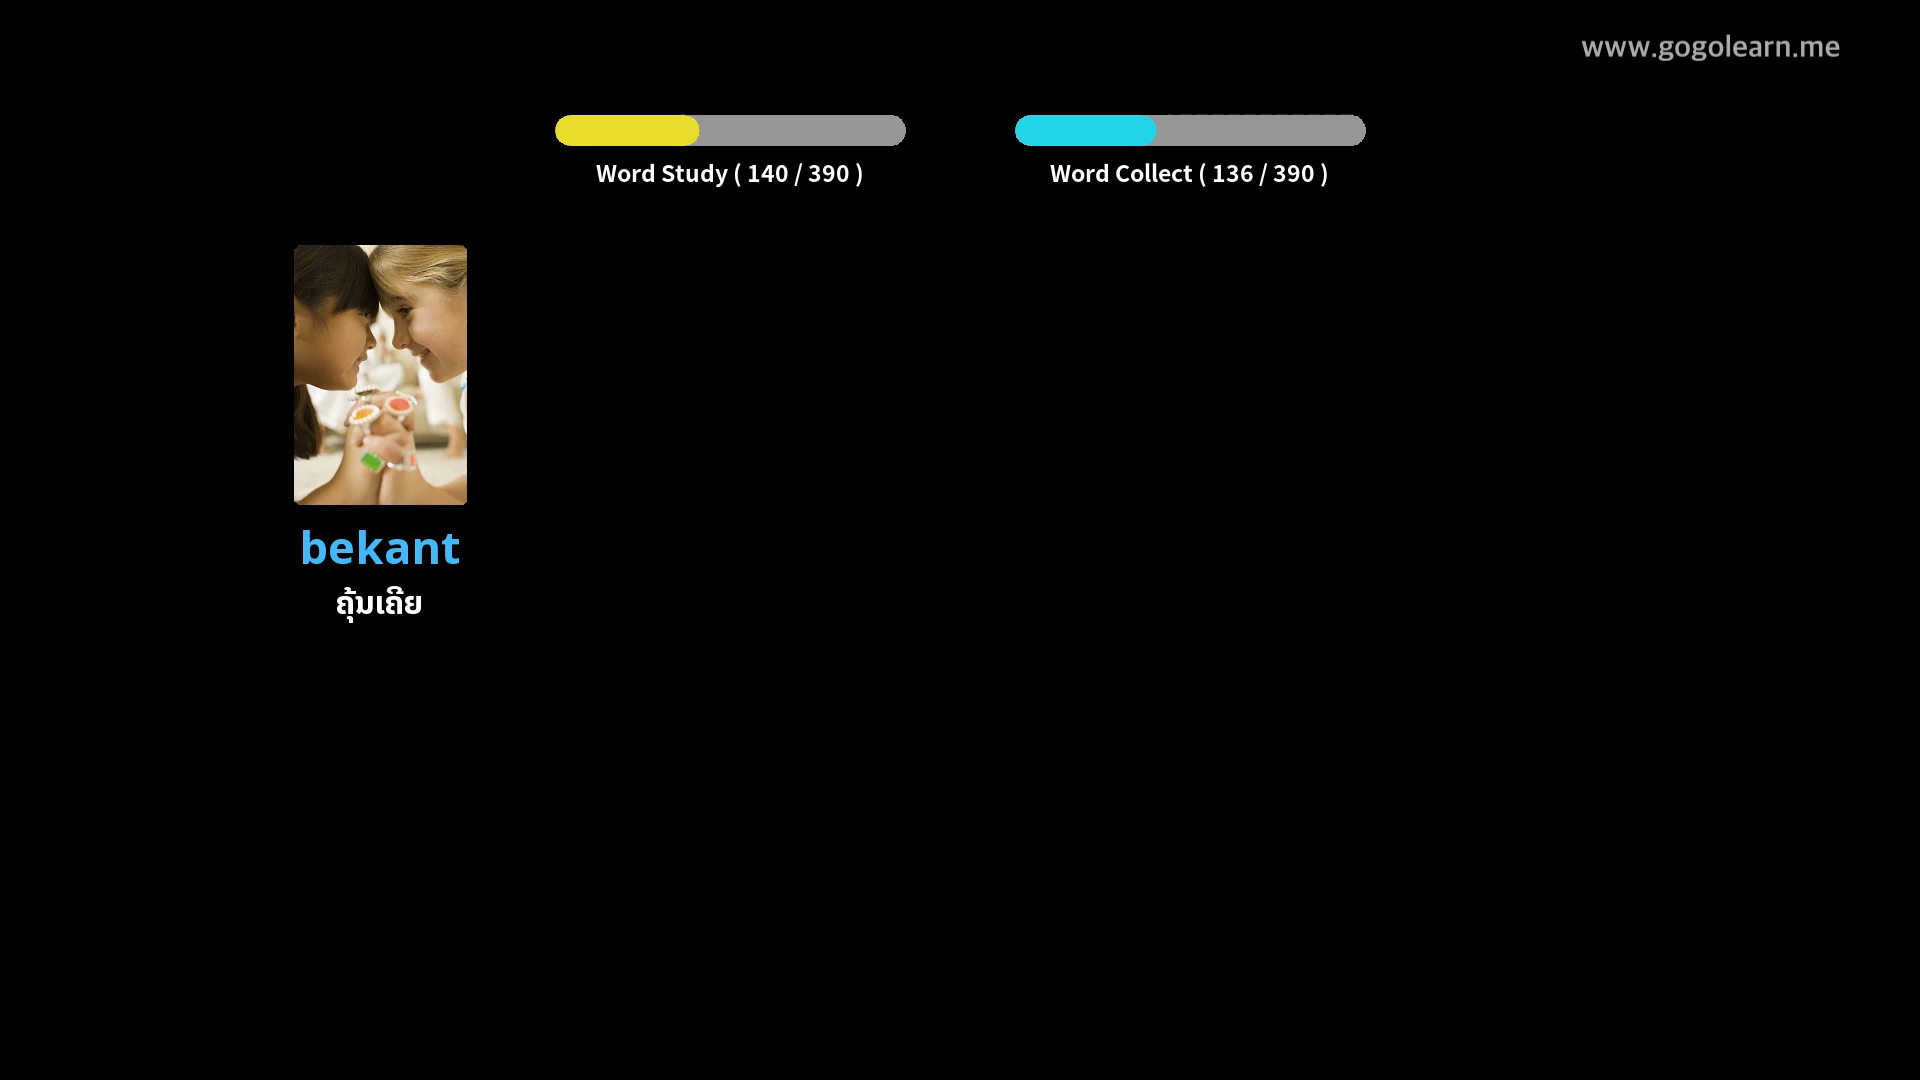 www.gogolearn.me
Word Study ( 140 / 390 )
Word Collect ( 136 / 390 )
bekant
ຄຸ້ນເຄີຍ